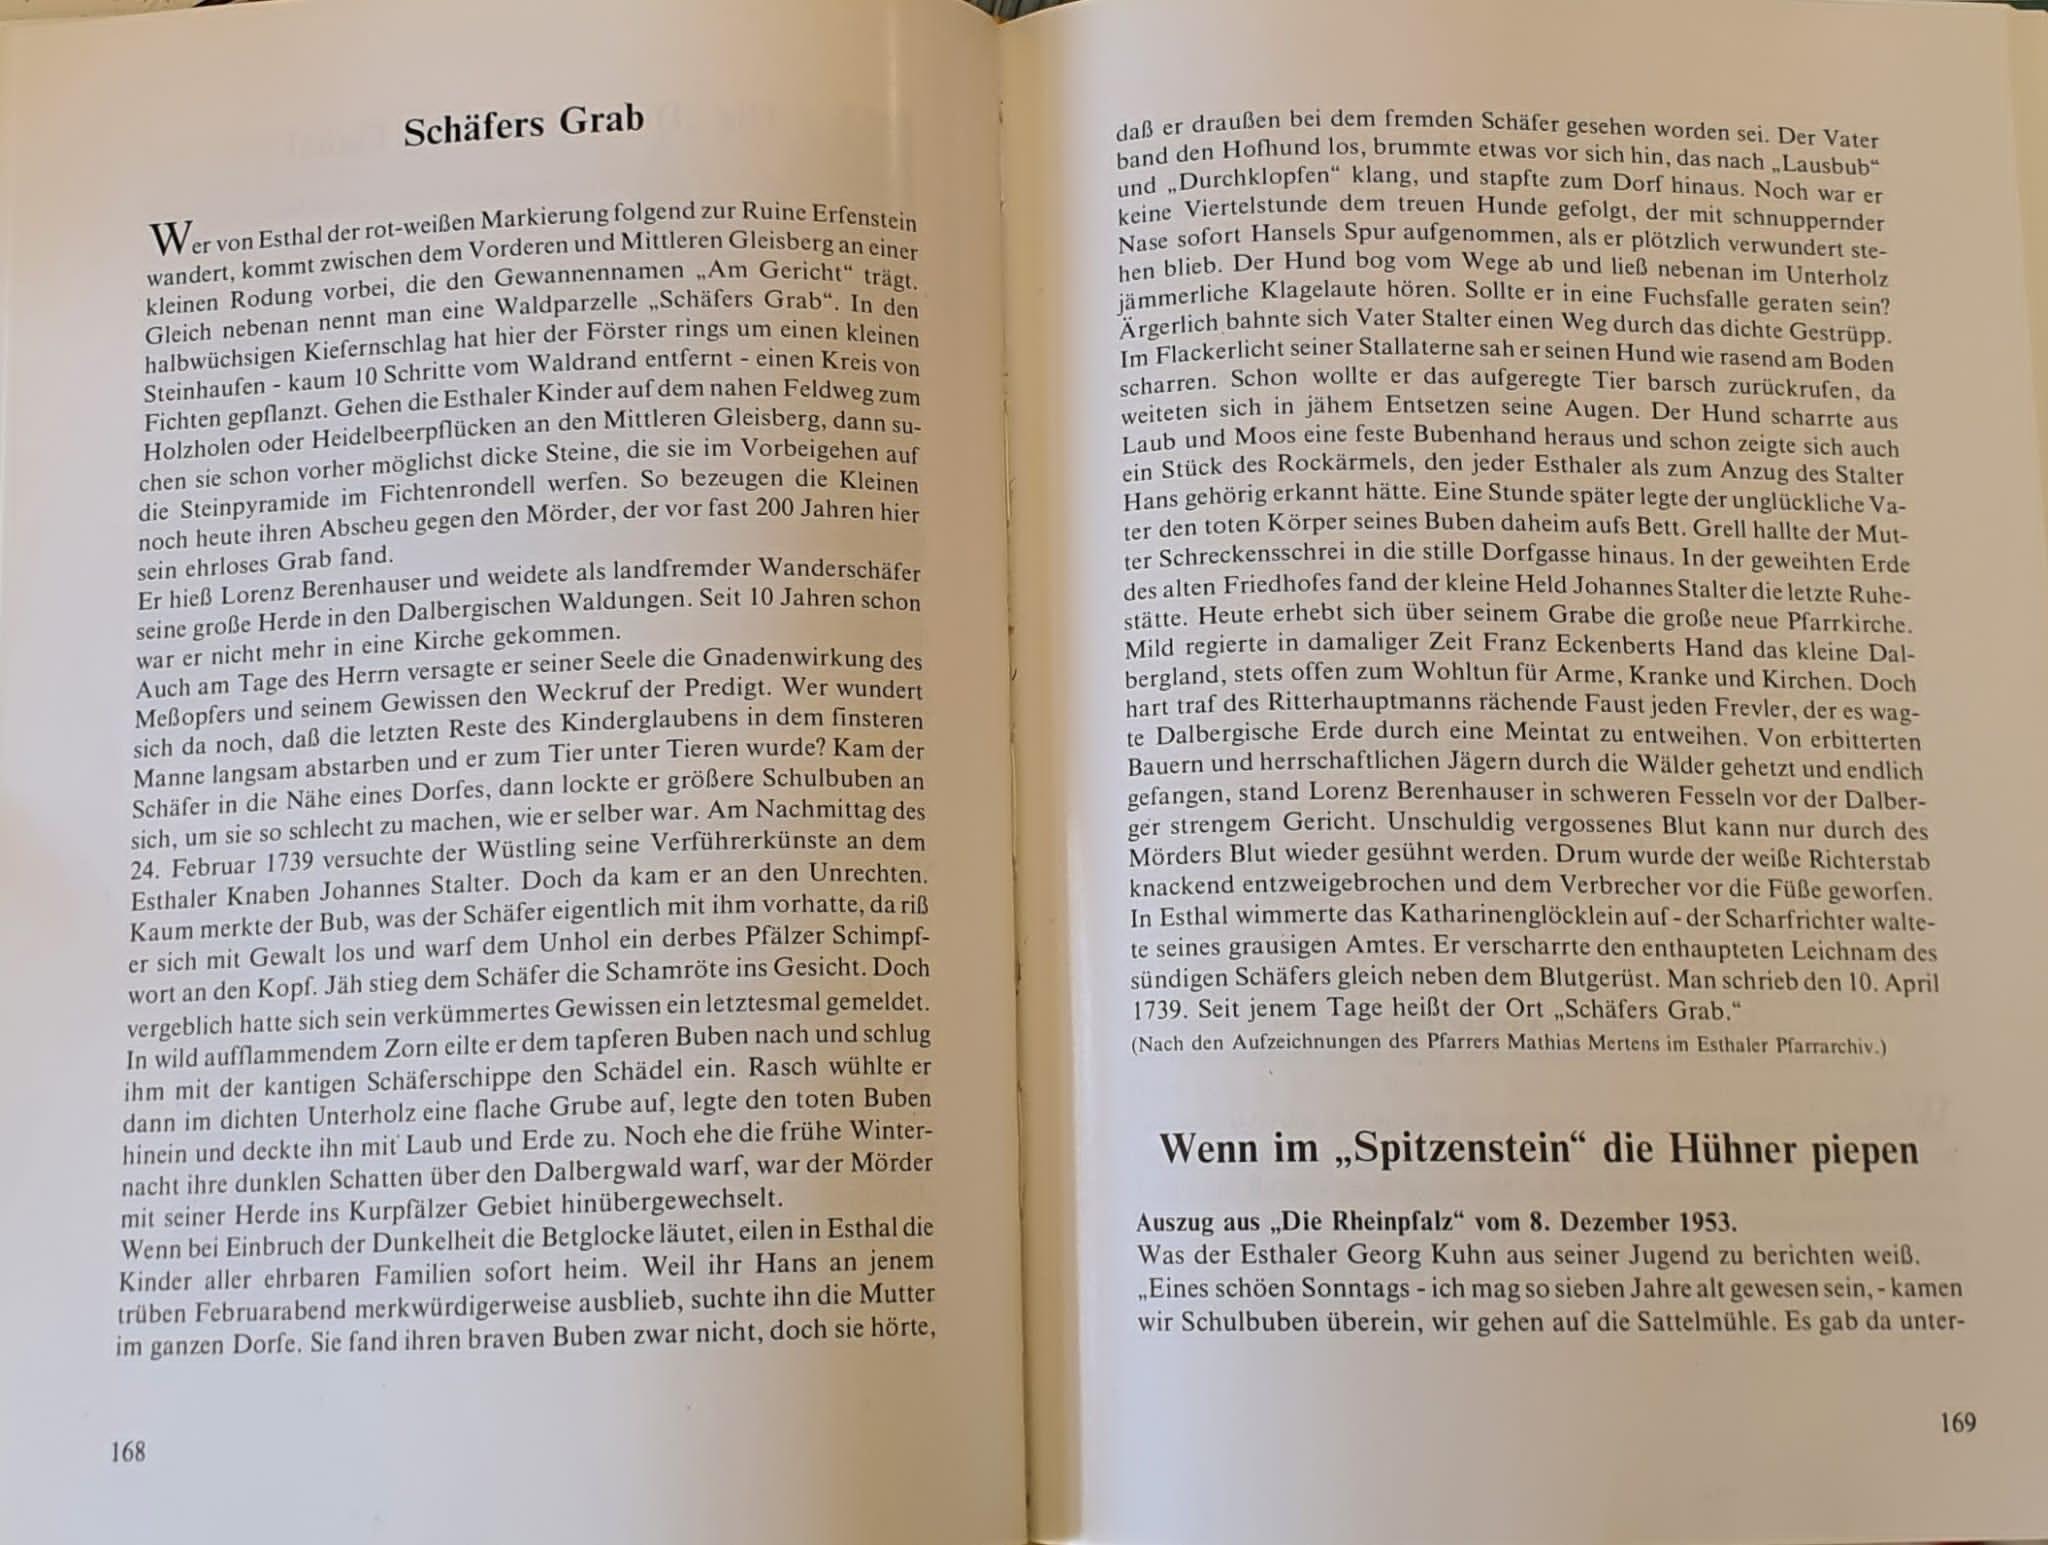 Schäfers Grab
Wer von Esthal der rot-weißen Markierung folgend zur Ruine Erfenstein
wandert, kommt zwischen dem Vorderen und Mittleren Gleisberg an einer
kleinen Rodung vorbei, die den Gewannennamen „Am Gericht“ trägt.
Gleich nebenan nennt man eine Waldparzelle „Schäfers Grab“. In den
halbwüchsigen Kiefernschlag hat hier der Förster rings um einen kleinen
Steinhaufen - kaum 10 Schritte vom Waldrand entfernt - einen Kreis von
Fichten gepflanzt. Gehen die Esthaler Kinder auf dem nahen Feldweg zum
Holzholen oder Heidelbeerpflücken an den Mittleren Gleisberg, dann su-
chen sie schon vorher möglichst dicke Steine, die sie im Vorbeigehen auf
die Steinpyramide im Fichtenrondell werfen. So bezeugen die Kleinen
noch heute ihren Abscheu gegen den Mörder, der vor fast 200 Jahren hier
sein ehrloses Grab fand.
Er hieß Lorenz Berenhauser und weidete als landfremder Wanderschäfer
seine große Herde in den Dalbergischen Waldungen. Seit 10 Jahren schon
war er nicht mehr in eine Kirche gekommen.
Auch am Tage des Herrn versagte er seiner Seele die Gnadenwirkung des
Meßopfers und seinem Gewissen den Weckruf der Predigt. Wer wundert
sich da noch, daß die letzten Reste des Kinderglaubens in dem finsteren
Manne langsam abstarben und er zum Tier unter Tieren wurde? Kam der
Schäfer in die Nähe eines Dorfes, dann lockte er größere Schulbuben an
sich, um sie so schlecht zu machen, wie er selber war. Am Nachmittag des
24. Februar 1739 versuchte der Wüstling seine Verführerkünste an dem
Esthaler Knaben Johannes Stalter. Doch da kam er an den Unrechten.
Kaum merkte der Bub, was der Schäfer eigentlich mit ihm vorhatte, da riß
er sich mit Gewalt los und warf dem Unhol ein derbes Pfälzer Schimpf-
wort an den Kopf. Jäh stieg dem Schäfer die Schamröte ins Gesicht. Doch
vergeblich hatte sich sein verkümmertes Gewissen ein letztesmal gemeldet.
In wild aufflammendem Zorn eilte er dem tapferen Buben nach und schlug
ihm mit der kantigen Schäferschippe den Schädel ein. Rasch wühlte er
dann im dichten Unterholz eine flache Grube auf, legte den toten Buben
hinein und deckte ihn mit Laub und Erde zu. Noch ehe die frühe Winter-
nacht ihre dunklen Schatten über den Dalbergwald warf, war der Mörder
mit seiner Herde ins Kurpfälzer Gebiet hinübergewechselt.
Wenn bei Einbruch der Dunkelheit die Betglocke läutet, eilen in Esthal die
Kinder aller ehrbaren Familien sofort heim. Weil ihr Hans an jenem
trüben Februarabend merkwürdigerweise ausblieb, suchte ihn die Mutter
im ganzen Dorfe. Sie fand ihren braven Buben zwar nicht, doch sie hörte,
168
daß er draußen bei dem fremden Schäfer gesehen worden sei. Der Vater
band den Hofhund los, brummte etwas vor sich hin, das nach „Lausbub“
und „Durchklopfen“ klang, und stapfte zum Dorf hinaus. Noch war er
keine Viertelstunde dem treuen Hunde gefolgt, der mit schnuppernder
Nase sofort Hansels Spur aufgenommen, als er plötzlich verwundert ste-
hen blieb. Der Hund bog vom Wege ab und ließ nebenan im Unterholz
jämmerliche Klagelaute hören. Sollte er in eine Fuchsfalle geraten sein?
Ärgerlich bahnte sich Vater Stalter einen Weg durch das dichte Gestrüpp.
Im Flackerlicht seiner Stallaterne sah er seinen Hund wie rasend am Boden
scharren. Schon wollte er das aufgeregte Tier barsch zurückrufen, da
weiteten sich in jähem Entsetzen seine Augen. Der Hund scharrte aus
Laub und Moos eine feste Bubenhand heraus und schon zeigte sich auch
ein Stück des Rockärmels, den jeder Esthaler als zum Anzug des Stalter
Hans gehörig erkannt hätte. Eine Stunde später legte der unglückliche Va-
ter den toten Körper seines Buben daheim aufs Bett. Grell hallte der Mut-
ter Schreckensschrei in die stille Dorfgasse hinaus. In der geweihten Erde
des alten Friedhofes fand der kleine Held Johannes Stalter die letzte Ruhe-
stätte. Heute erhebt sich über seinem Grabe die große neue Pfarrkirche.
Mild regierte in damaliger Zeit Franz Eckenberts Hand das kleine Dal-
bergland, stets offen zum Wohltun für Arme, Kranke und Kirchen. Doch
hart traf des Ritterhauptmanns rächende Faust jeden Frevler, der es wag-
te Dalbergische Erde durch eine Meintat zu entweihen. Von erbitterten
Bauern und herrschaftlichen Jägern durch die Wälder gehetzt und endlich
gefangen, stand Lorenz Berenhauser in schweren Fesseln vor der Dalber-
ger strengem Gericht. Unschuldig vergossenes Blut kann nur durch des
Mörders Blut wieder gesühnt werden. Drum wurde der weiße Richterstab
knackend entzweigebrochen und dem Verbrecher vor die Füße geworfen.
In Esthal wimmerte das Katharinenglöcklein auf - der Scharfrichter walte-
te seines grausigen Amtes. Er verscharrte den enthaupteten Leichnam des
sündigen Schäfers gleich neben dem Blutgerüst. Man schrieb den 10. April
1739. Seit jenem Tage heißt der Ort „Schäfers Grab.“
(Nach den Aufzeichnungen des Pfarrers Mathias Mertens im Esthaler Pfarrarchiv.)
Wenn im „Spitzenstein“ die Hühner piepen
Auszug aus „Die Rheinpfalz“ vom 8. Dezember 1953.
Was der Esthaler Georg Kuhn aus seiner Jugend zu berichten weiß.
„Eines schöen Sonntags - ich mag so sieben Jahre alt gewesen sein, - kamen
wir Schulbuben überein, wir gehen auf die Sattelmühle. Es gab da unter-
169